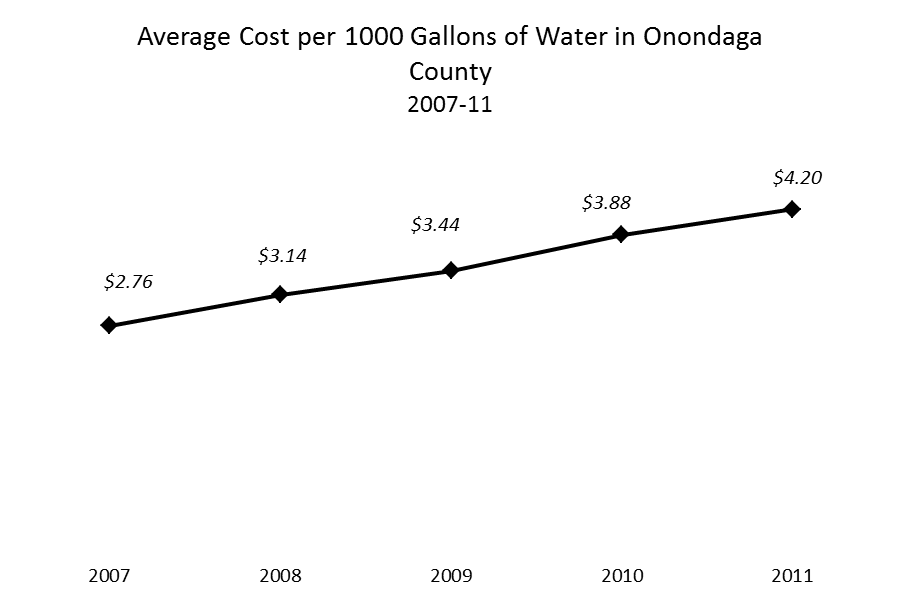 Average Cost per 1000 Gallons of Water in Onondaga
County
2007-11
$4.20
$3.88
$3.44
$3.14
$2.76
2007 2008 2009 2010 2011